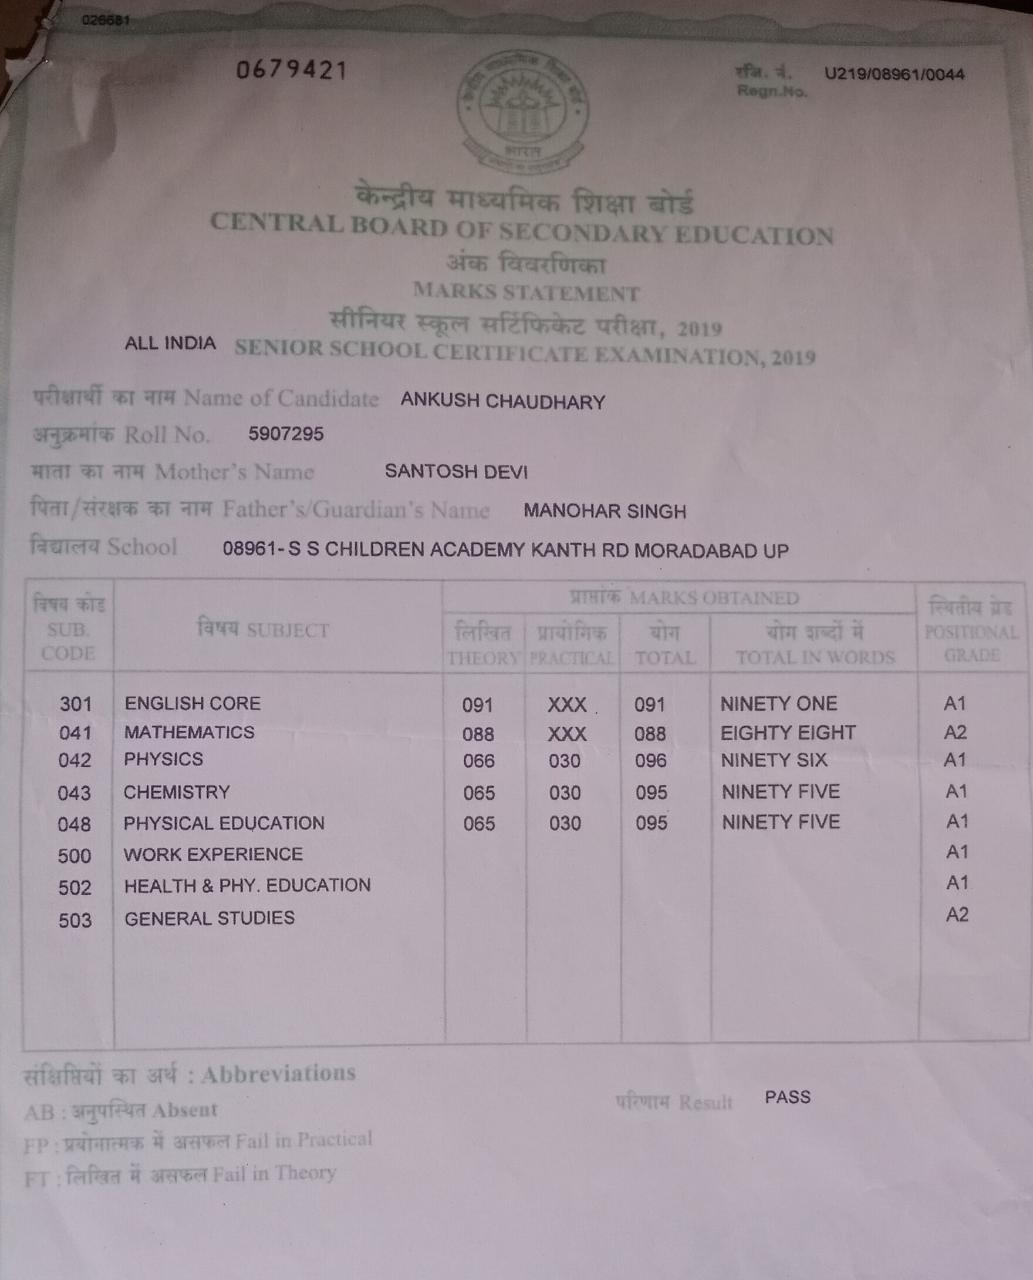 026681
0679421
रजि. नं. U219/08961/0044
Regn.No.
भारत
केन्द्रीय माध्यमिक शिक्षा बोर्ड
CENTRAL BOARD OF SECONDARY EDUCATION
अंक विवरणिका
MARKS STATEMENT
सीनियर स्कूल सर्टिफिकेट परीक्षा, 2019
ALL INDIA SENIOR SCHOOL CERTIFICATE EXAMINATION, 2019
परीक्षार्थी का नाम Name of Candidate ANKUSH CHAUDHARY
अनुक्रमांक Roll No. 5907295
माता का नाम Mother's Name SANTOSH DEVI
पिता/संरक्षक का नाम Father's/Guardian's Name MANOHAR SINGH
विद्यालय School 08961- S S CHILDREN ACADEMY KANTH RD MORADABAD UP
विषय कोड SUB. CODE विषय SUBJECT प्राप्तांक MARKS OBTAINED स्थितीय ग्रेड POSITIONAL GRADE
लिखित THEORY प्रायोगिक PRACTICAL योग TOTAL योग शब्दों में TOTAL IN WORDS
301 ENGLISH CORE 091 XXX 091 NINETY ONE A1
041 MATHEMATICS 088 XXX 088 EIGHTY EIGHT A2
042 PHYSICS 066 030 096 NINETY SIX A1
043 CHEMISTRY 065 030 095 NINETY FIVE A1
048 PHYSICAL EDUCATION 065 030 095 NINETY FIVE A1
500 WORK EXPERIENCE A1
502 HEALTH & PHY. EDUCATION A1
503 GENERAL STUDIES A2
संक्षिप्तियों का अर्थ : Abbreviations
AB : अनुपस्थित Absent
परिणाम Result PASS
FP : प्रयोगात्मक में असफल Fail in Practical
FT : लिखित में असफल Fail in Theory